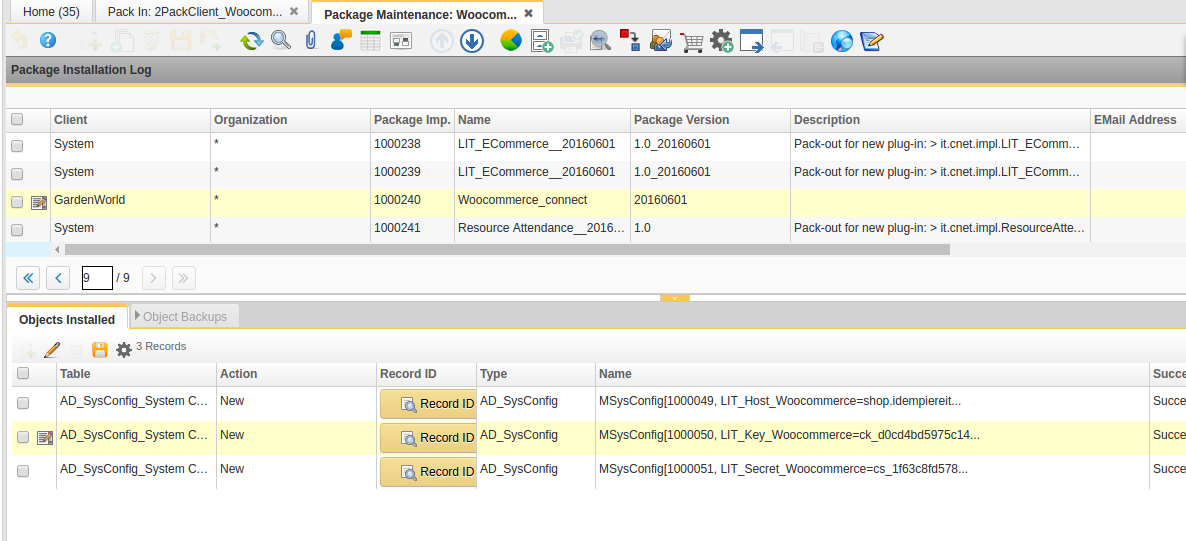 Home (35) Pack In: 2PackClient_Woocom... Package Maintenance: Woocom...
Package Installation Log
Client Organization Package Imp. Name Package Version Description EMail Address
System * 1000238 LIT_ECommerce__20160601 1.0_20160601 Pack-out for new plug-in: > it.cnet.impl.LIT_EComm...
System * 1000239 LIT_ECommerce__20160601 1.0_20160601 Pack-out for new plug-in: > it.cnet.impl.LIT_EComm...
GardenWorld * 1000240 Woocommerce_connect 20160601
System * 1000241 Resource Attendance__2016... 1.0 Pack-out for new plug-in: > it.cnet.impl.ResourceAtte...
9 / 9
Objects Installed Object Backups
3 Records
Table Action Record ID Type Name Succe
AD_SysConfig_System C... New Record ID AD_SysConfig MSysConfig[1000049, LIT_Host_Woocommerce=shop.idempiereit... Succe
AD_SysConfig_System C... New Record ID AD_SysConfig MSysConfig[1000050, LIT_Key_Woocommerce=ck_d0cd4bd5975c14... Succe
AD_SysConfig_System C... New Record ID AD_SysConfig MSysConfig[1000051, LIT_Secret_Woocommerce=cs_1f63c8fd578... Succe